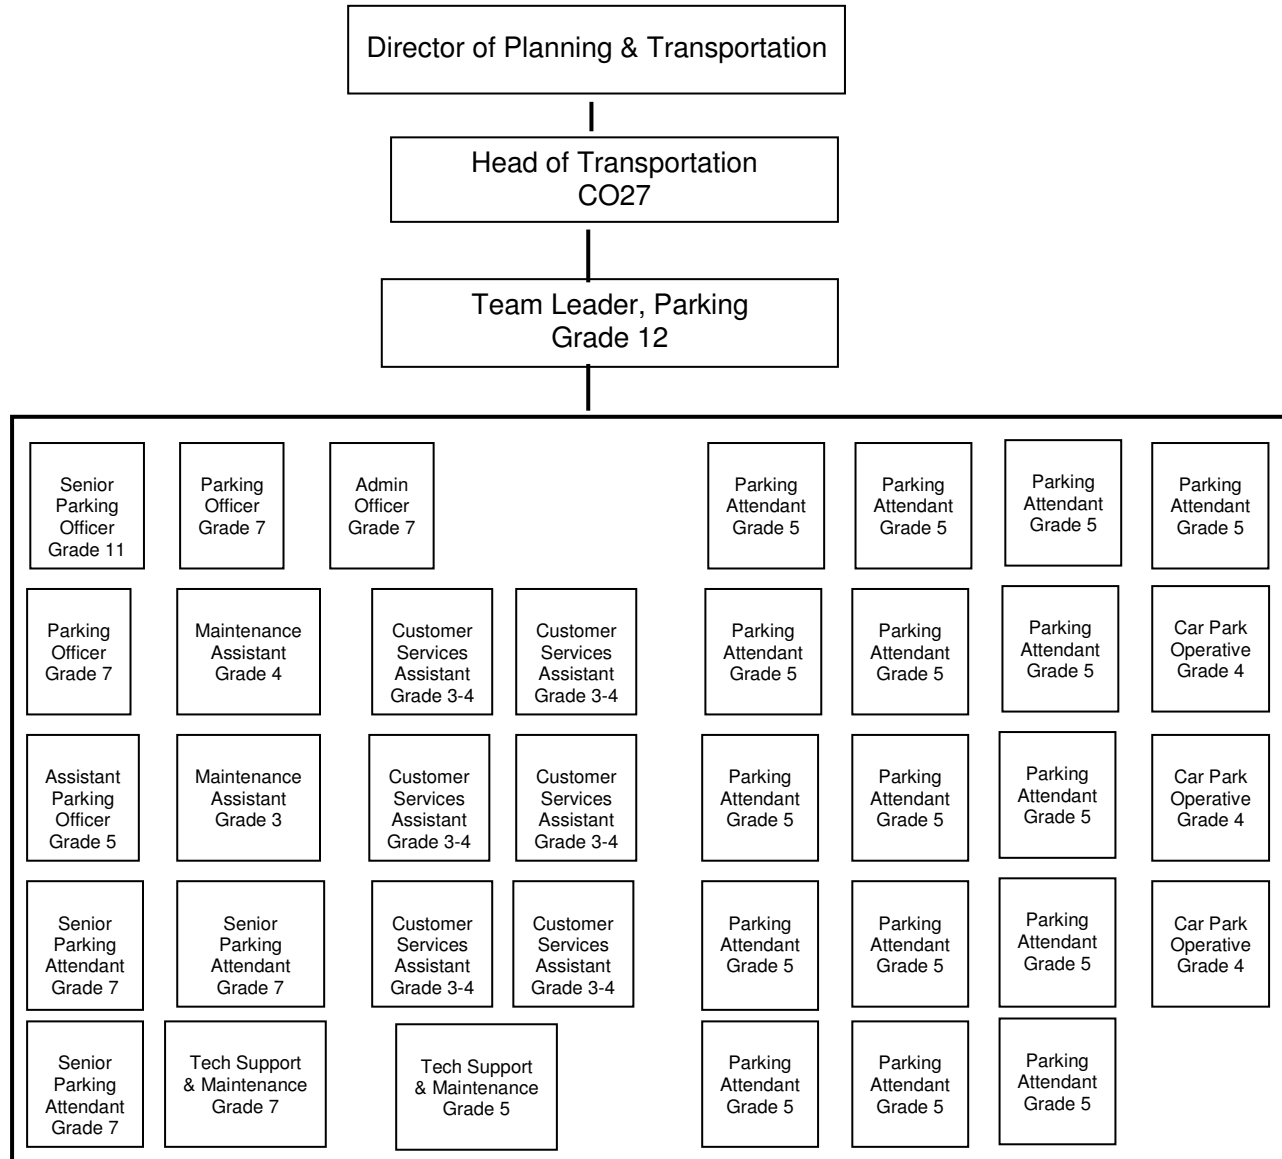 Director of Planning & Transportation
Head of Transportation
CO27
Team Leader, Parking
Grade 12
Senior
Parking
Officer
Grade 11
Parking
Officer
Grade 7
Admin
Officer
Grade 7
Parking
Attendant
Grade 5
Parking
Attendant
Grade 5
Parking
Attendant
Grade 5
Parking
Attendant
Grade 5
Parking
Officer
Grade 7
Maintenance
Assistant
Grade 4
Customer
Services
Assistant
Grade 3-4
Customer
Services
Assistant
Grade 3-4
Parking
Attendant
Grade 5
Parking
Attendant
Grade 5
Parking
Attendant
Grade 5
Car Park
Operative
Grade 4
Assistant
Parking
Officer
Grade 5
Maintenance
Assistant
Grade 3
Customer
Services
Assistant
Grade 3-4
Customer
Services
Assistant
Grade 3-4
Parking
Attendant
Grade 5
Parking
Attendant
Grade 5
Parking
Attendant
Grade 5
Car Park
Operative
Grade 4
Senior
Parking
Attendant
Grade 7
Senior
Parking
Attendant
Grade 7
Customer
Services
Assistant
Grade 3-4
Customer
Services
Assistant
Grade 3-4
Parking
Attendant
Grade 5
Parking
Attendant
Grade 5
Parking
Attendant
Grade 5
Car Park
Operative
Grade 4
Senior
Parking
Attendant
Grade 7
Tech Support
& Maintenance
Grade 7
Tech Support
& Maintenance
Grade 5
Parking
Attendant
Grade 5
Parking
Attendant
Grade 5
Parking
Attendant
Grade 5